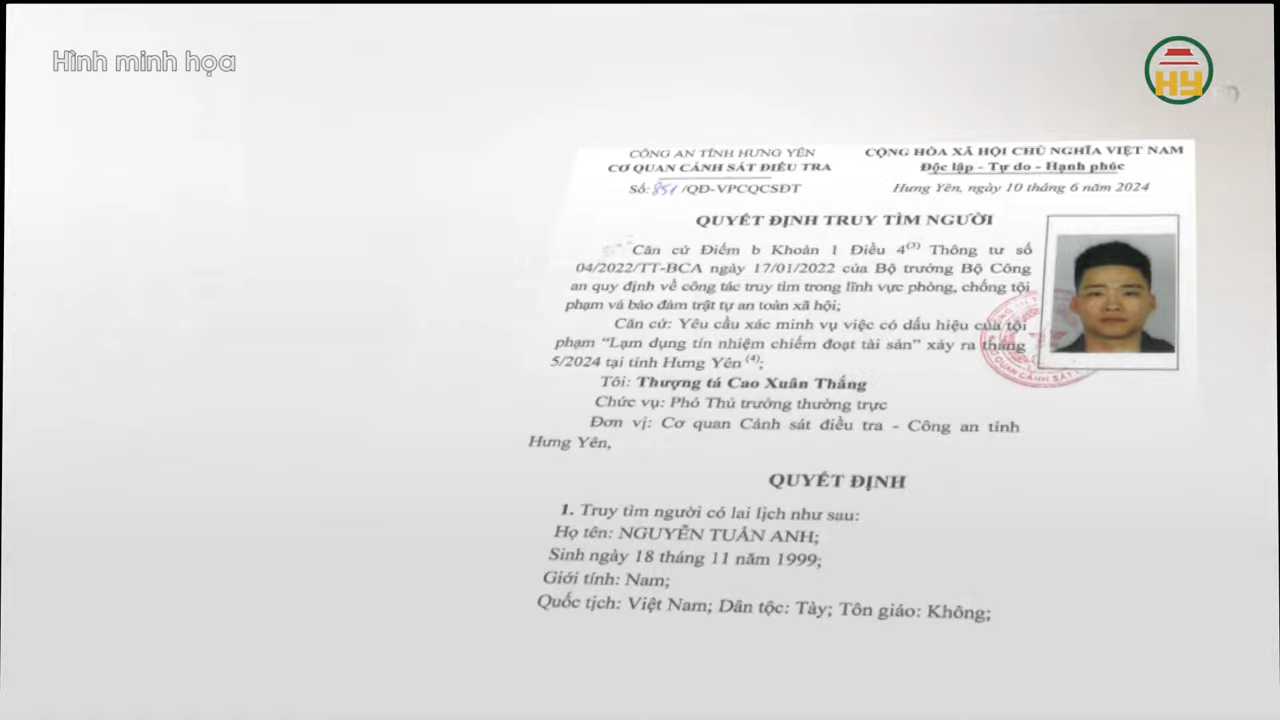 Hình minh họa
HY
CÔNG AN TỈNH HƯNG YÊN
CƠ QUAN CẢNH SÁT ĐIỀU TRA
Số: 851/QĐ-VPCQCSĐT
CỘNG HÒA XÃ HỘI CHỦ NGHĨA VIỆT NAM
Độc lập - Tự do - Hạnh phúc
Hưng Yên, ngày 10 tháng 6 năm 2024
QUYẾT ĐỊNH TRUY TÌM NGƯỜI
Căn cứ Điểm b Khoản 1 Điều 4(3) Thông tư số
04/2022/TT-BCA ngày 17/01/2022 của Bộ trưởng Bộ Công
an quy định về công tác truy tìm trong lĩnh vực phòng, chống tội
phạm và bảo đảm trật tự an toàn xã hội;
Căn cứ: Yêu cầu xác minh vụ việc có dấu hiệu của tội
phạm “Lạm dụng tín nhiệm chiếm đoạt tài sản” xảy ra tháng
5/2024 tại tỉnh Hưng Yên (4);
Tôi: Thượng tá Cao Xuân Thắng
Chức vụ: Phó Thủ trưởng thường trực
Đơn vị: Cơ quan Cảnh sát điều tra - Công an tỉnh
Hưng Yên,
QUYẾT ĐỊNH
1. Truy tìm người có lai lịch như sau:
Họ tên: NGUYỄN TUẤN ANH;
Sinh ngày 18 tháng 11 năm 1999;
Giới tính: Nam;
Quốc tịch: Việt Nam; Dân tộc: Tày; Tôn giáo: Không;